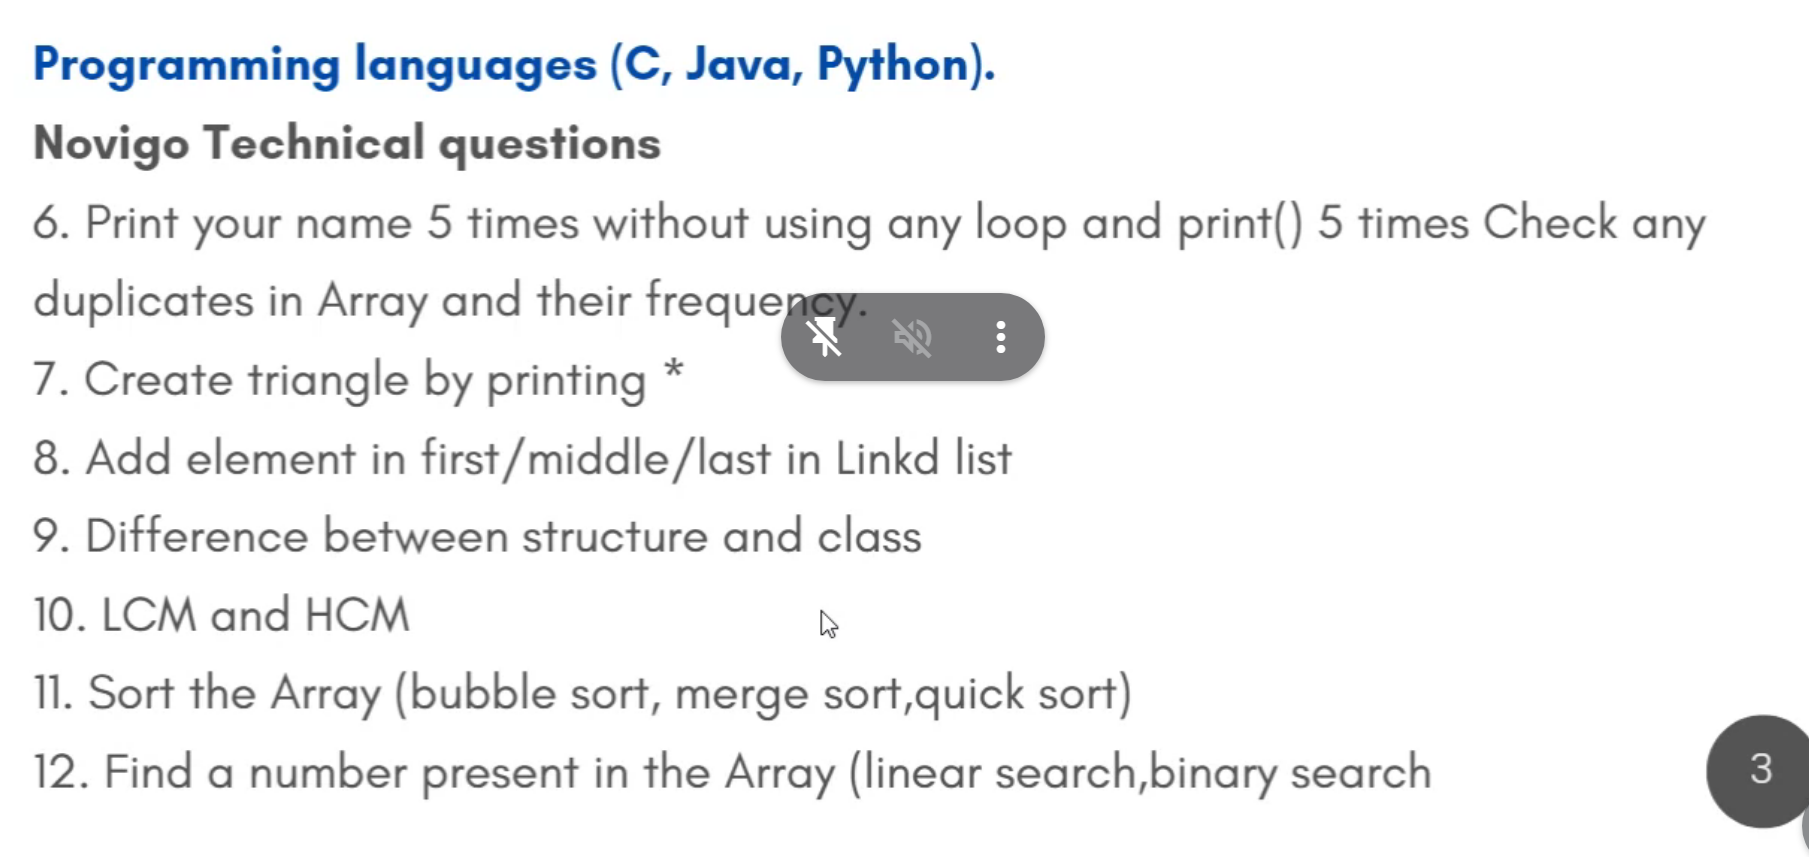 Programming languages (C, Java, Python).
Novigo Technical questions
6. Print your name 5 times without using any loop and print() 5 times Check any
duplicates in Array and their frequency.
7. Create triangle by printing *
8. Add element in first/middle/last in Linkd list
9. Difference between structure and class
10. LCM and HCM
11. Sort the Array (bubble sort, merge sort,quick sort)
12. Find a number present in the Array (linear search,binary search
3